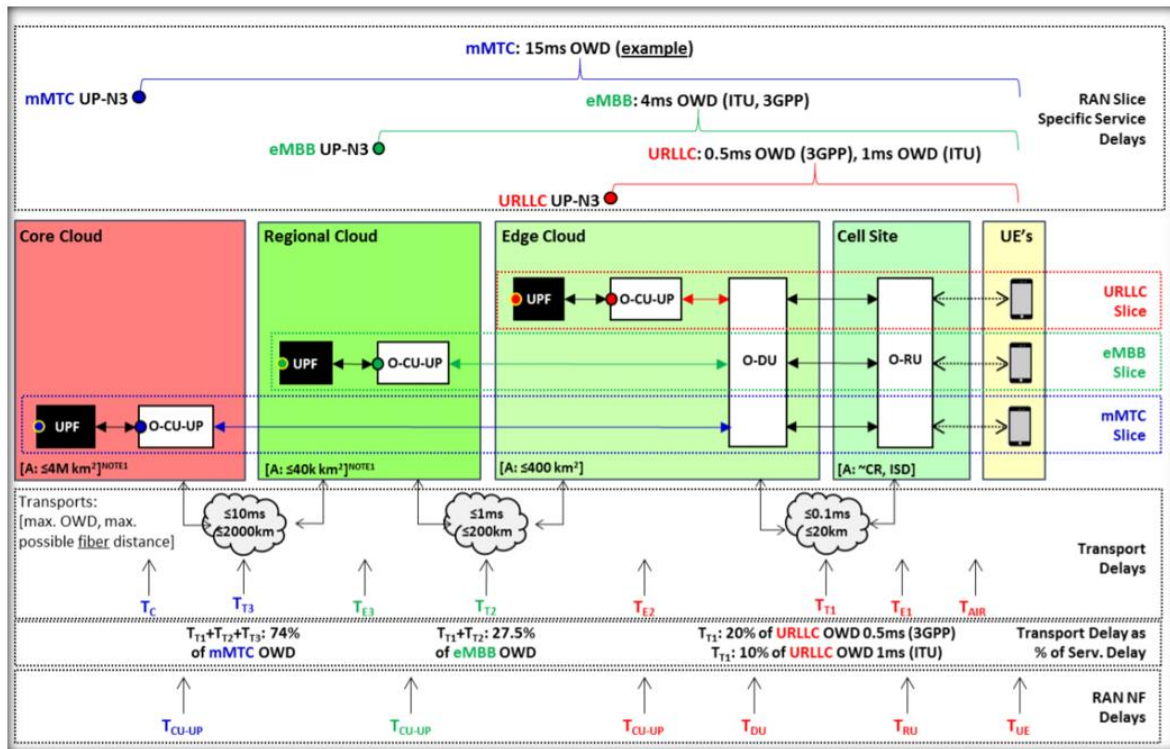 mMTC: 15ms OWD (example)
mMTC UP-N3
eMBB: 4ms OWD (ITU, 3GPP)
RAN Slice
Specific Service
Delays
eMBB UP-N3
URLLC: 0.5ms OWD (3GPP), 1ms OWD (ITU)
URLLC UP-N3
Core Cloud
Regional Cloud
Edge Cloud
Cell Site
UE's
UPF
O-CU-UP
URLLC
Slice
UPF
O-CU-UP
O-DU
O-RU
eMBB
Slice
UPF
O-CU-UP
mMTC
Slice
[A: ≤4M km²]NOTE1
[A: ≤40k km²]NOTE1
[A: ≤400 km²]
[A: ~CR, ISD]
Transports:
[max. OWD, max.
possible fiber distance]
≤10ms
≤2000km
≤1ms
≤200km
≤0.1ms
≤20km
Transport
Delays
TC
TT3
TE3
TT2
TE2
TT1
TE1
TAIR
TT1+TT2+TT3: 74%
of mMTC OWD
TT1+TT2: 27.5%
of eMBB OWD
TT1: 20% of URLLC OWD 0.5ms (3GPP)
TT1: 10% of URLLC OWD 1ms (ITU)
Transport Delay as
% of Serv. Delay
RAN NF
Delays
TCU-UP
TCU-UP
TCU-UP
TDU
TRU
TUE